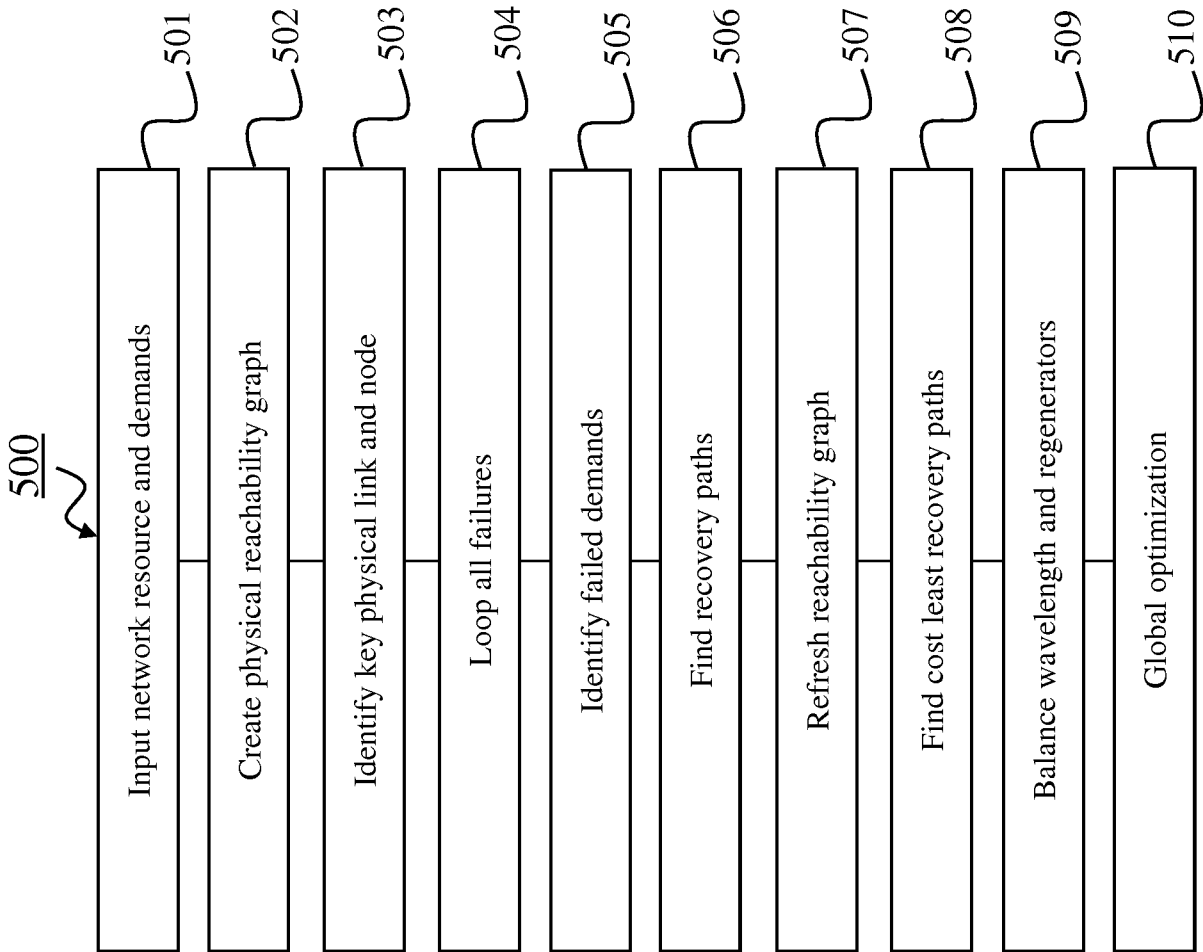 500
Input network resource and demands
501
Create physical reachability graph
502
Identify key physical link and node
503
Loop all failures
504
Identify failed demands
505
Find recovery paths
506
Refresh reachability graph
507
Find cost least recovery paths
508
Balance wavelength and regenerators
509
Global optimization
510